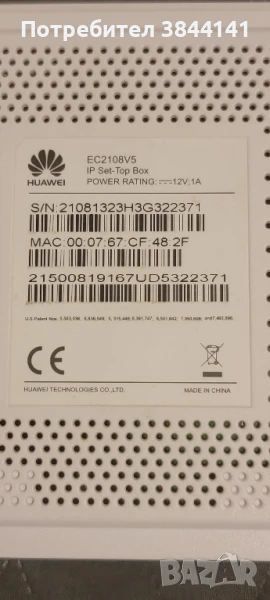 Потребител 3844141
HUAWEI
EC2108V5
IP Set-Top Box
POWER RATING: ⎓12V;1A
S/N:21081323H3G322371
MAC:00:07:67:CF:48:2F
21500819167UD5322371
HUAWEI TECHNOLOGIES CO.,LTD.
MADE IN CHINA
BAZAR